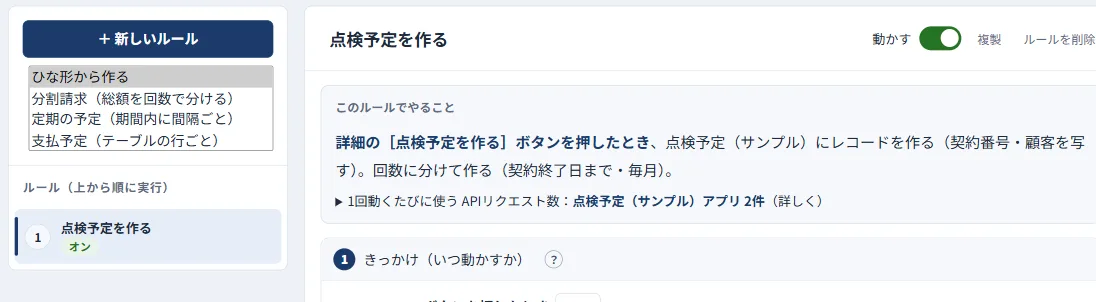 ＋ 新しいルール
ひな形から作る
分割請求（総額を回数で分ける）
定期の予定（期間内に間隔ごと）
支払予定（テーブルの行ごと）
ルール（上から順に実行）
1
点検予定を作る
オン
点検予定を作る
動かす
複製
ルールを削除
このルールでやること
詳細の［点検予定を作る］ボタンを押したとき、点検予定（サンプル）にレコードを作る（契約番号・顧客を写
す）。回数に分けて作る（契約終了日まで・毎月）。
▶ 1回動くたびに使う APIリクエスト数：点検予定（サンプル）アプリ 2件（詳しく）
1 きっかけ（いつ動かすか） ?